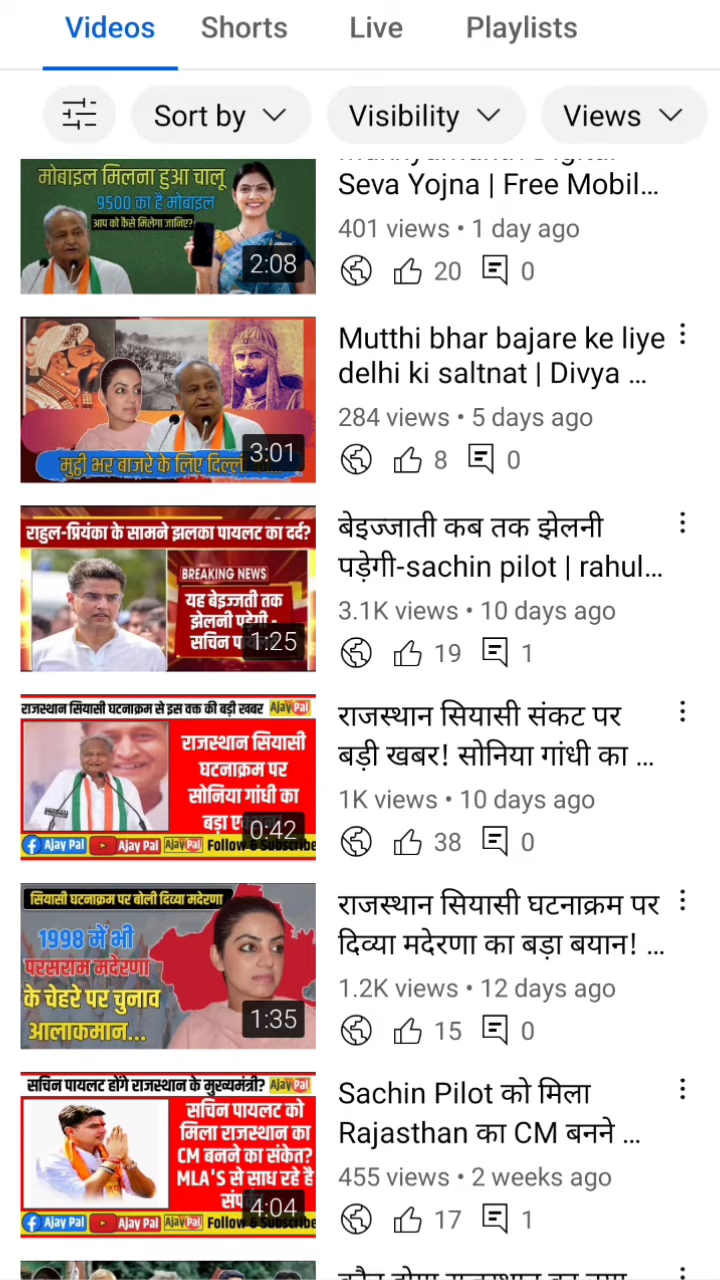 Videos Shorts Live Playlists
Sort by Visibility Views
मोबाइल मिलना हुआ चालू
9500 का है मोबाइल
आप को कैसे मिलेगा जानिए?
2:08
Seva Yojna | Free Mobil...
401 views • 1 day ago
20 0
मुट्ठी भर बाजरे के लिए दिल्ली
3:01
Mutthi bhar bajare ke liye
delhi ki saltnat | Divya ...
284 views • 5 days ago
8 0
राहुल-प्रियंका के सामने झलका पायलट का दर्द?
BREAKING NEWS
यह बेइज्जती कब तक
झेलनी पड़ेगी -
सचिन
1:25
बेइज्जाती कब तक झेलनी
पड़ेगी-sachin pilot | rahul...
3.1K views • 10 days ago
19 1
राजस्थान सियासी घटनाक्रम से इस वक्त की बड़ी खबर Ajay Pal
राजस्थान सियासी
घटनाक्रम पर
सोनिया गांधी का
बड़ा
0:42
Ajay Pal Ajay Pal Ajay Pal Follow & Subscribe
राजस्थान सियासी संकट पर
बड़ी खबर! सोनिया गांधी का ...
1K views • 10 days ago
38 0
सियासी घटनाक्रम पर बोली दिव्या मदेरणा
1998 में भी
परसराम मदेरणा
के चेहरे पर चुनाव
आलाकमान...
1:35
राजस्थान सियासी घटनाक्रम पर
दिव्या मदेरणा का बड़ा बयान! ...
1.2K views • 12 days ago
15 0
सचिन पायलट होंगे राजस्थान के मुख्यमंत्री? Ajay Pal
सचिन पायलट को
मिला राजस्थान का
CM बनने का संकेत?
MLA'S से साध रहे है
4:04
Ajay Pal Ajay Pal Ajay Pal Follow & Subscribe
Sachin Pilot को मिला
Rajasthan का CM बनने ...
455 views • 2 weeks ago
17 1